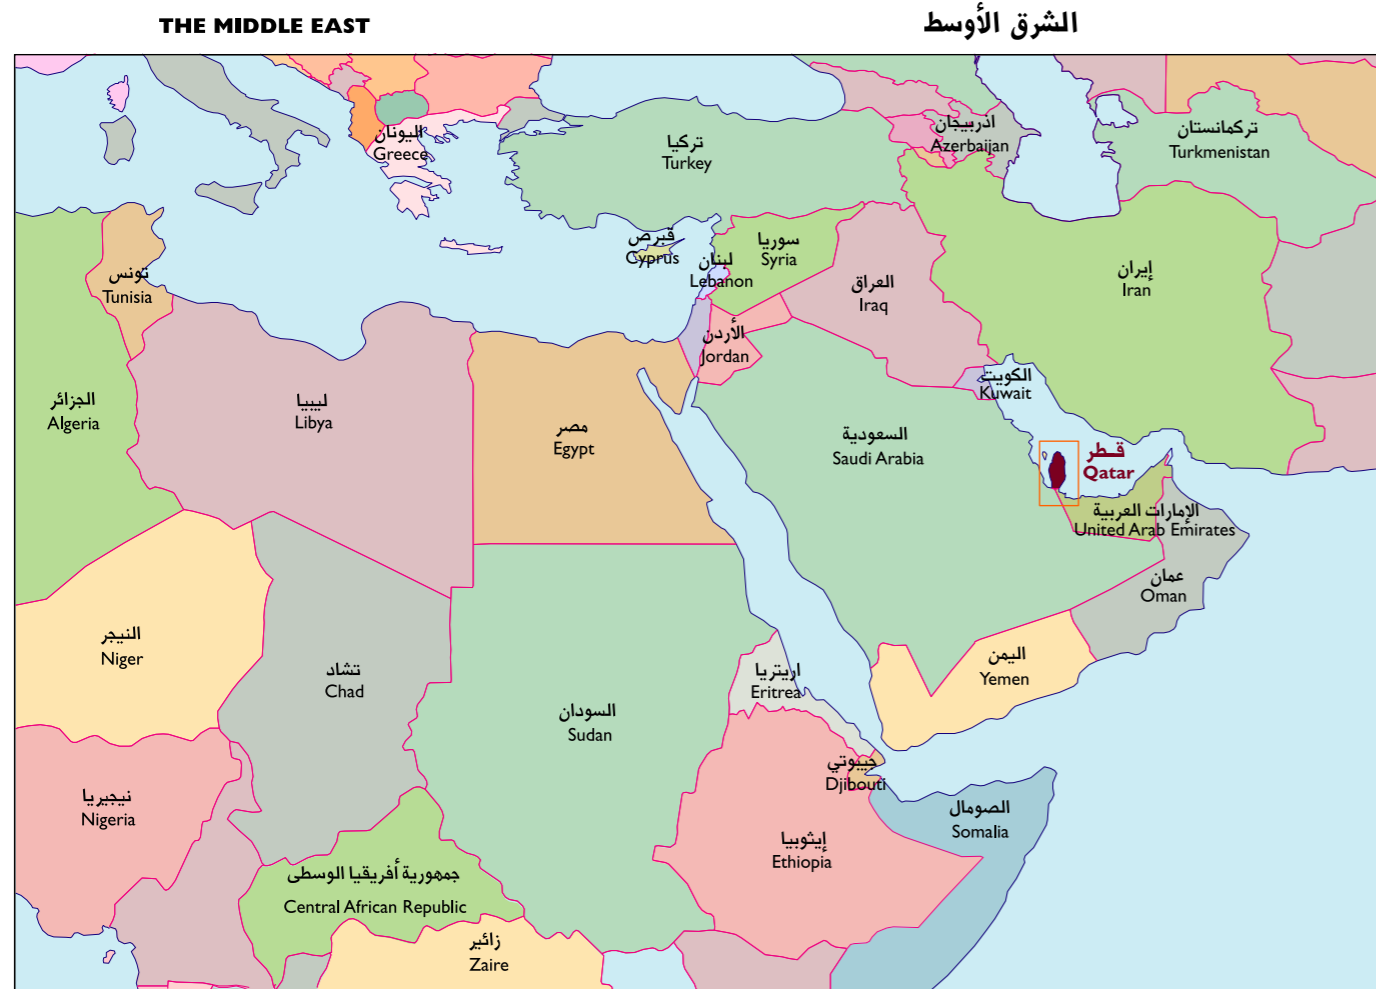 THE MIDDLE EAST
الشرق الأوسط
اليونان
Greece
تركيا
Turkey
اذربيجان
Azerbaijan
تركمانستان
Turkmenistan
قبرص
Cyprus
سوريا
Syria
لبنان
Lebanon
العراق
Iraq
إيران
Iran
تونس
Tunisia
الأردن
Jordan
الكويت
Kuwait
الجزائر
Algeria
ليبيا
Libya
مصر
Egypt
السعودية
Saudi Arabia
قطر
Qatar
الإمارات العربية
United Arab Emirates
عمان
Oman
النيجر
Niger
تشاد
Chad
السودان
Sudan
اريتريا
Eritrea
اليمن
Yemen
جيبوتي
Djibouti
نيجيريا
Nigeria
الصومال
Somalia
إيثوبيا
Ethiopia
جمهورية أفريقيا الوسطى
Central African Republic
زائير
Zaire